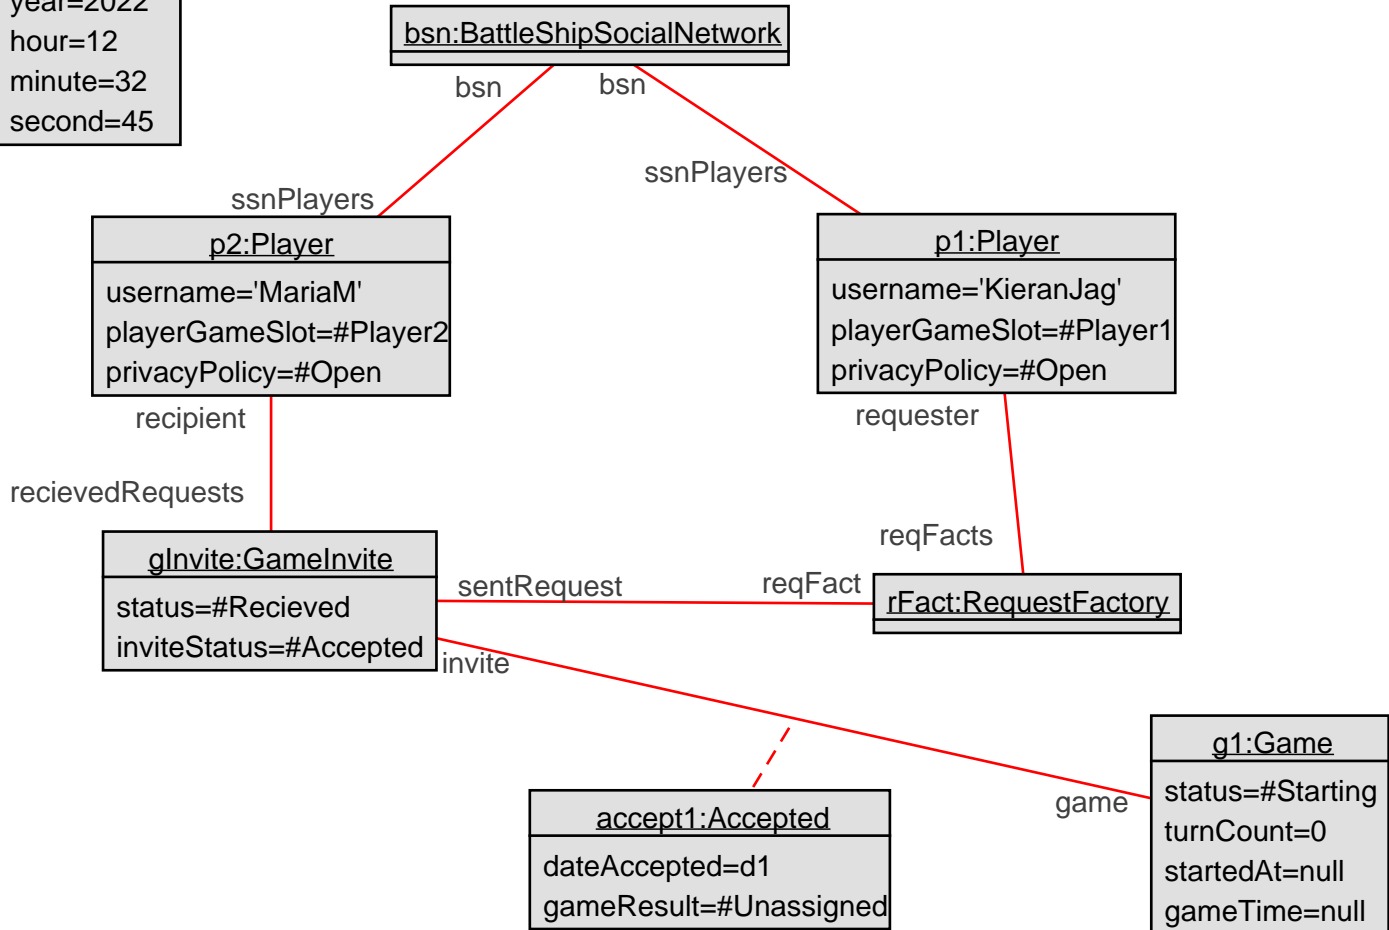 year=2022
hour=12
minute=32
second=45
bsn:BattleShipSocialNetwork
bsn
bsn
ssnPlayers
ssnPlayers
p2:Player
username='MariaM'
playerGameSlot=#Player2
privacyPolicy=#Open
p1:Player
username='KieranJag'
playerGameSlot=#Player1
privacyPolicy=#Open
recipient
requester
recievedRequests
reqFacts
gInvite:GameInvite
status=#Recieved
inviteStatus=#Accepted
sentRequest
reqFact
rFact:RequestFactory
invite
game
accept1:Accepted
dateAccepted=d1
gameResult=#Unassigned
g1:Game
status=#Starting
turnCount=0
startedAt=null
gameTime=null